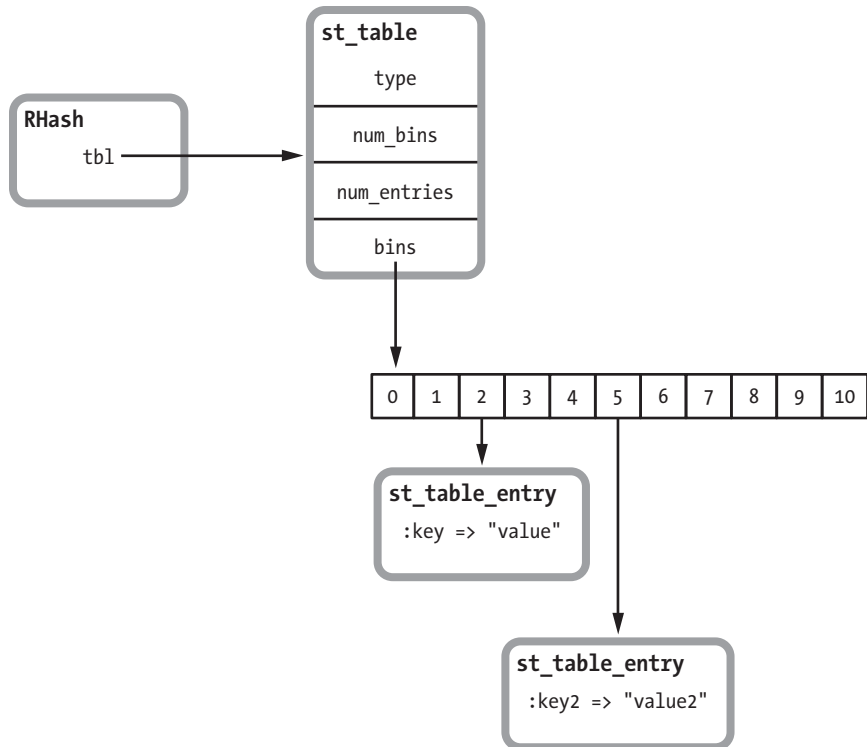 st_table
type
num_bins
num_entries
bins
RHash
tbl
0 1 2 3 4 5 6 7 8 9 10
st_table_entry
:key => "value"
st_table_entry
:key2 => "value2"